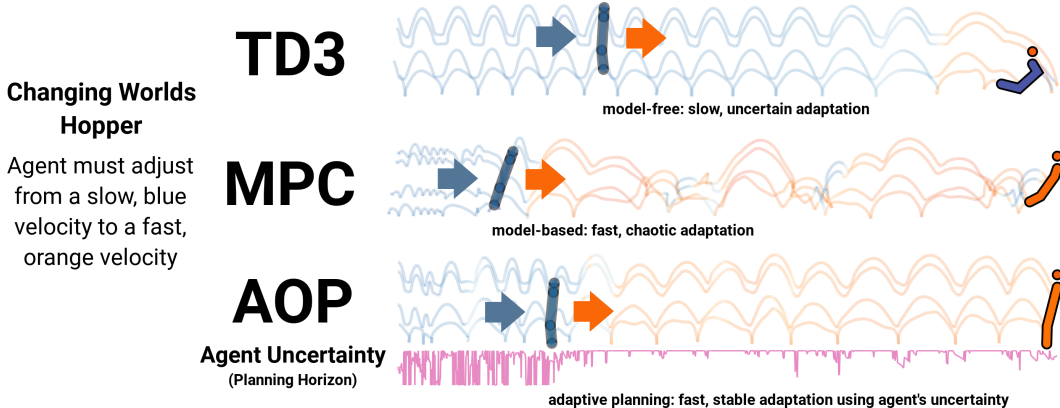 Changing Worlds
Hopper
Agent must adjust
from a slow, blue
velocity to a fast,
orange velocity
TD3
model-free: slow, uncertain adaptation
MPC
model-based: fast, chaotic adaptation
AOP
Agent Uncertainty
(Planning Horizon)
adaptive planning: fast, stable adaptation using agent's uncertainty